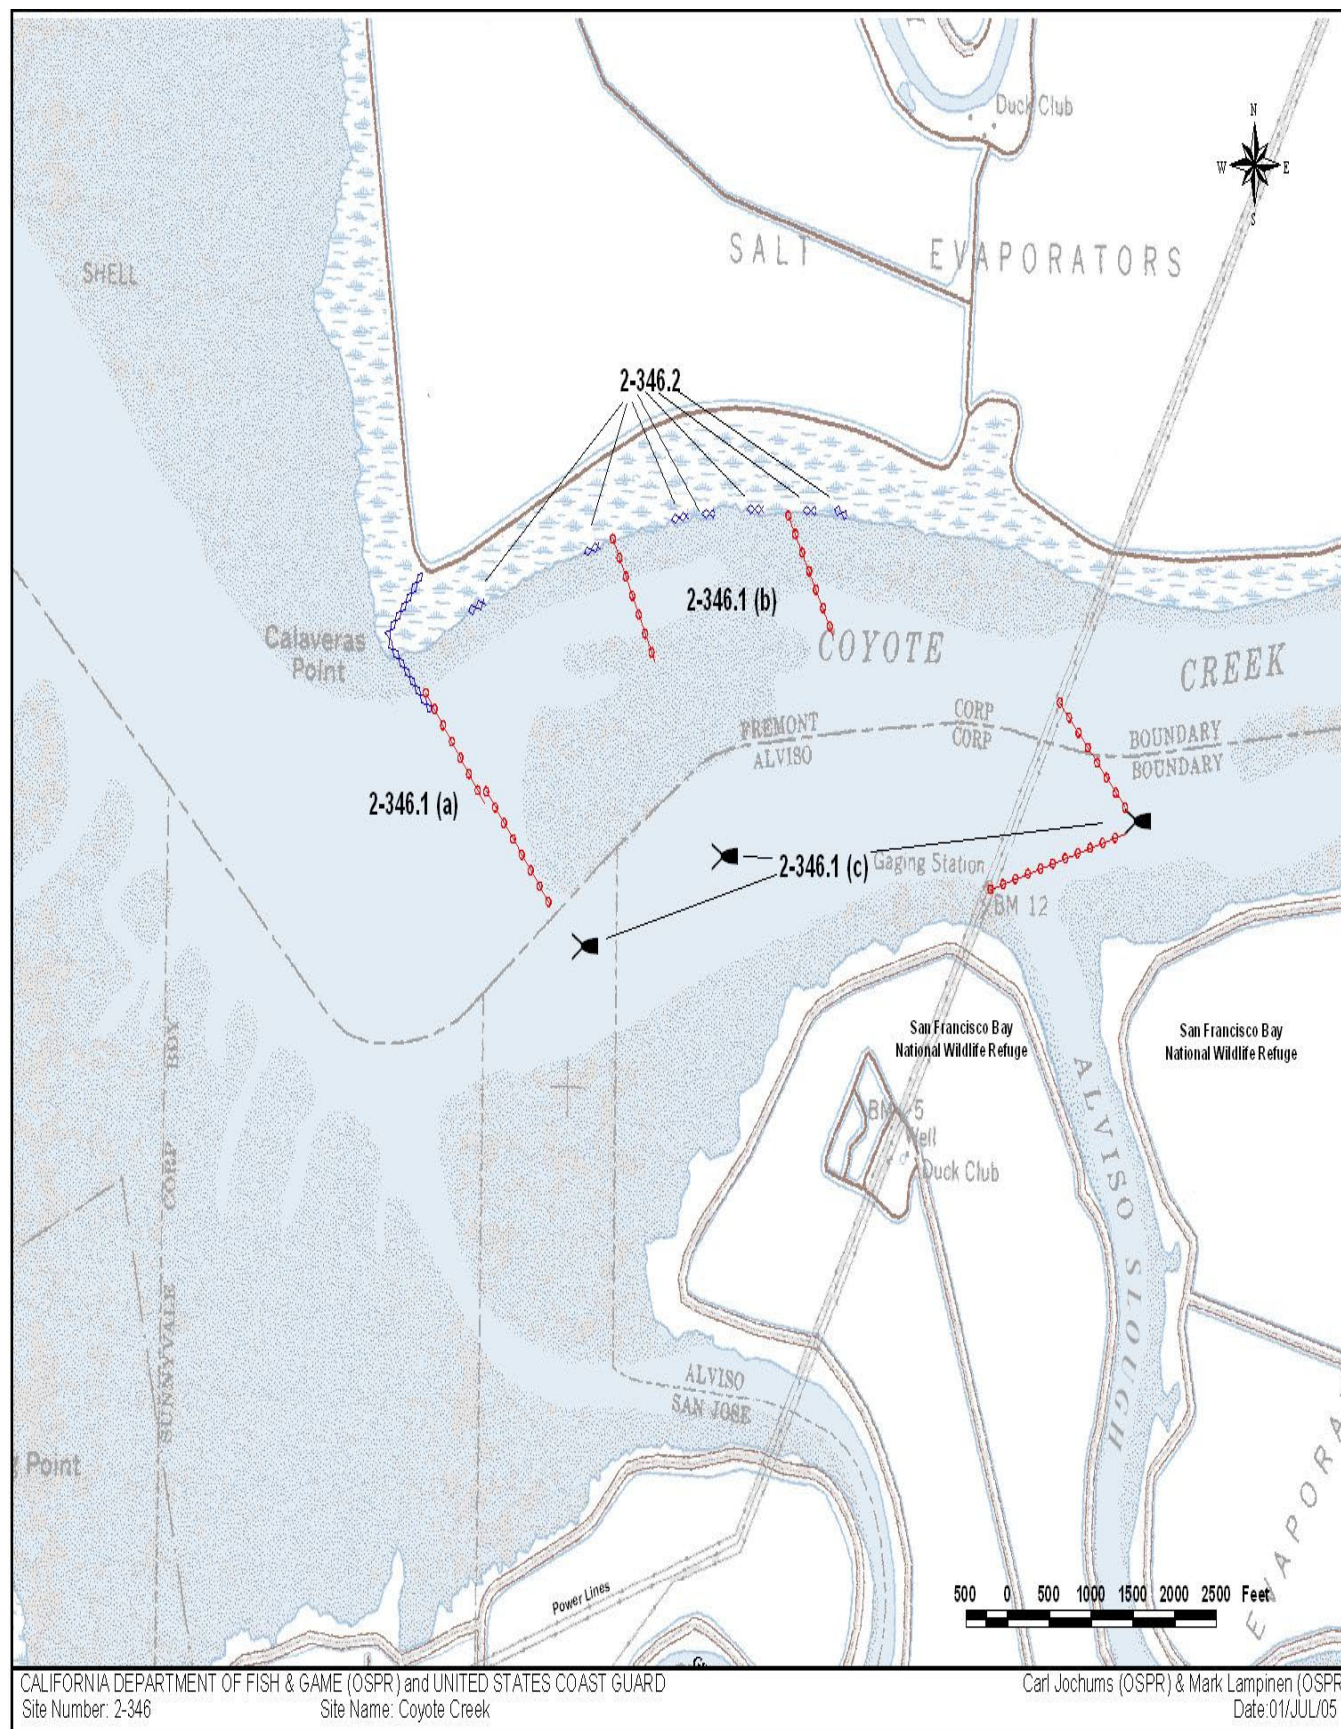 Duck Club
N
W E
S
SALT EVAPORATORS
SHELL
2-346.2
2-346.1 (b)
Calaveras
Point
COYOTE CREEK
FREMONT CORP BOUNDARY
ALVISO CORP BOUNDARY
2-346.1 (a)
2-346.1 (c)
Gaging Station
BM 12
San Francisco Bay
National Wildlife Refuge
San Francisco Bay
National Wildlife Refuge
SUNNYVALE CORP BDY
BM 5
Well
Duck Club
ALVISO SLOUGH
ALVISO
SAN JOSE
Point
EVAPORA
Power Lines
500 0 500 1000 1500 2000 2500 Feet
CALIFORNIA DEPARTMENT OF FISH & GAME (OSPR) and UNITED STATES COAST GUARD
Carl Jochums (OSPR) & Mark Lampinen (OSPR
Site Number: 2-346 Site Name: Coyote Creek
Date:01/JUL/05